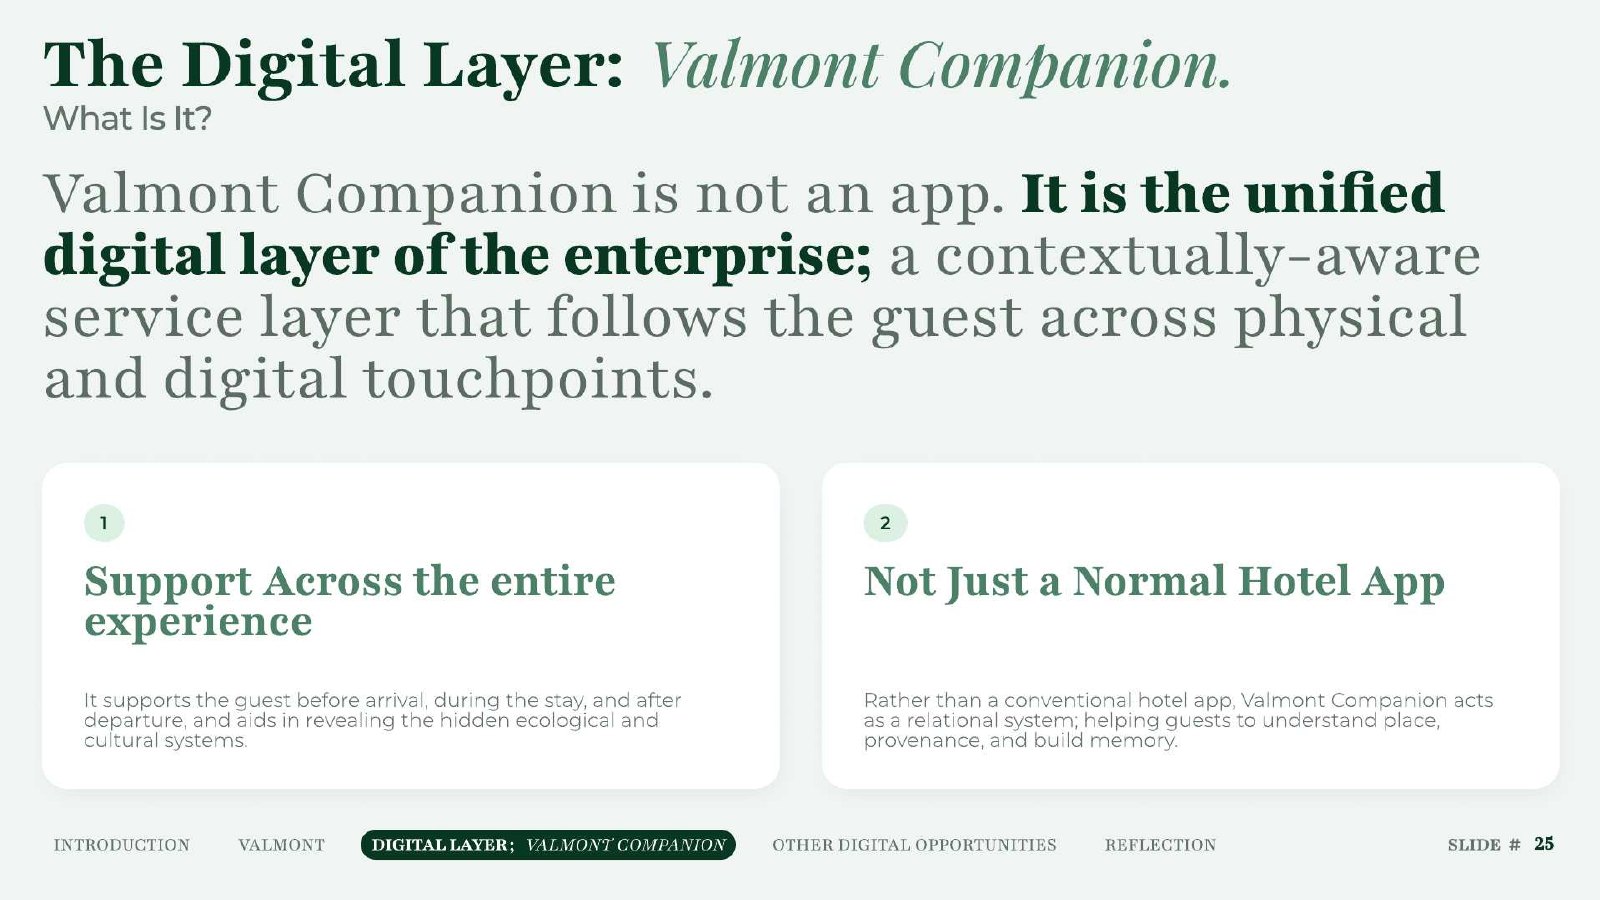 The Digital Layer: Valmont Companion.
What Is It?
Valmont Companion is not an app. It is the unified
digital layer of the enterprise; a contextually-aware
service layer that follows the guest across physical
and digital touchpoints.
1
Support Across the entire
experience
It supports the guest before arrival, during the stay, and after
departure, and aids in revealing the hidden ecological and
cultural systems.
2
Not Just a Normal Hotel App
Rather than a conventional hotel app, Valmont Companion acts
as a relational system; helping guests to understand place,
provenance, and build memory.
INTRODUCTION VALMONT DIGITAL LAYER; VALMONT COMPANION OTHER DIGITAL OPPORTUNITIES REFLECTION SLIDE # 25